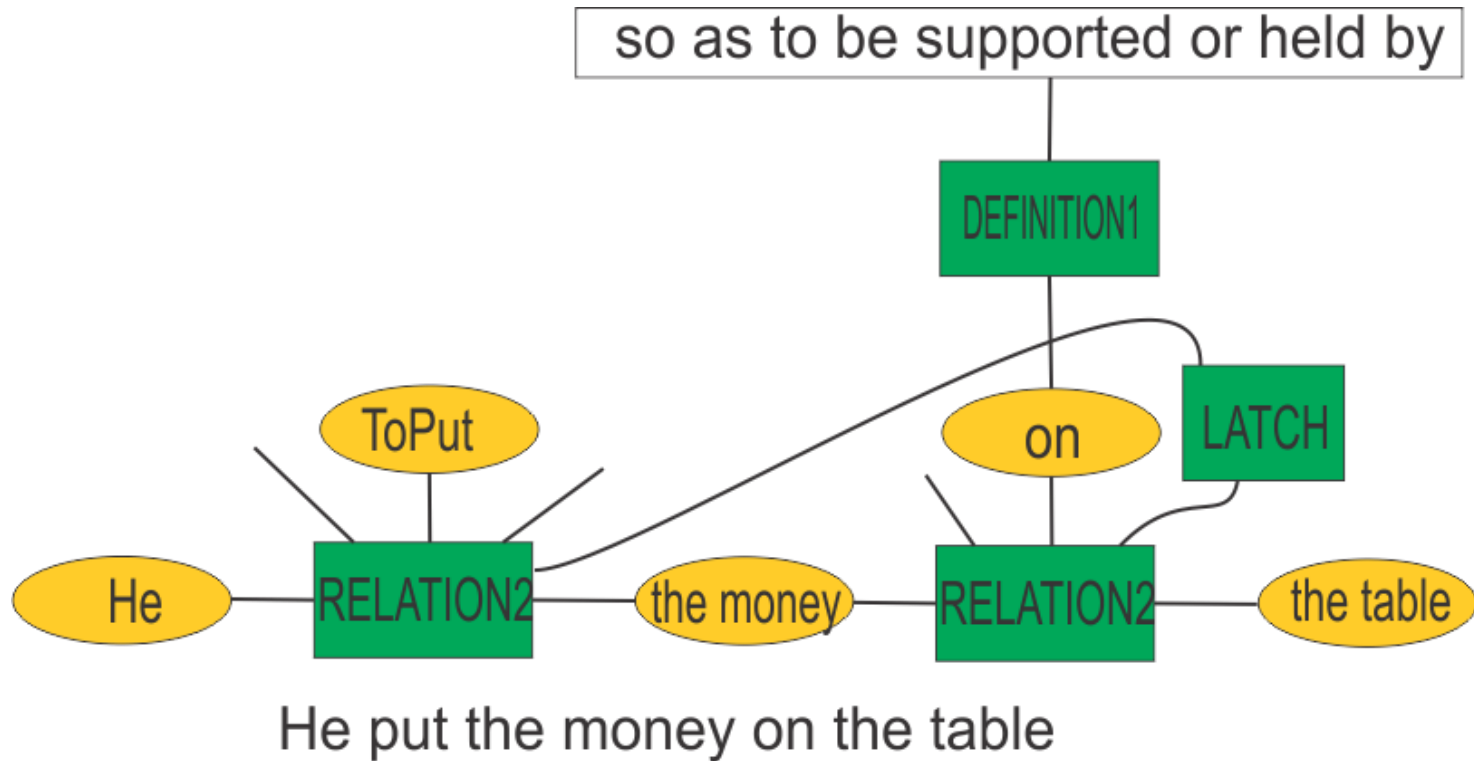 so as to be supported or held by
DEFINITION1
ToPut
on
LATCH
He
RELATION2
the money
RELATION2
the table
He put the money on the table